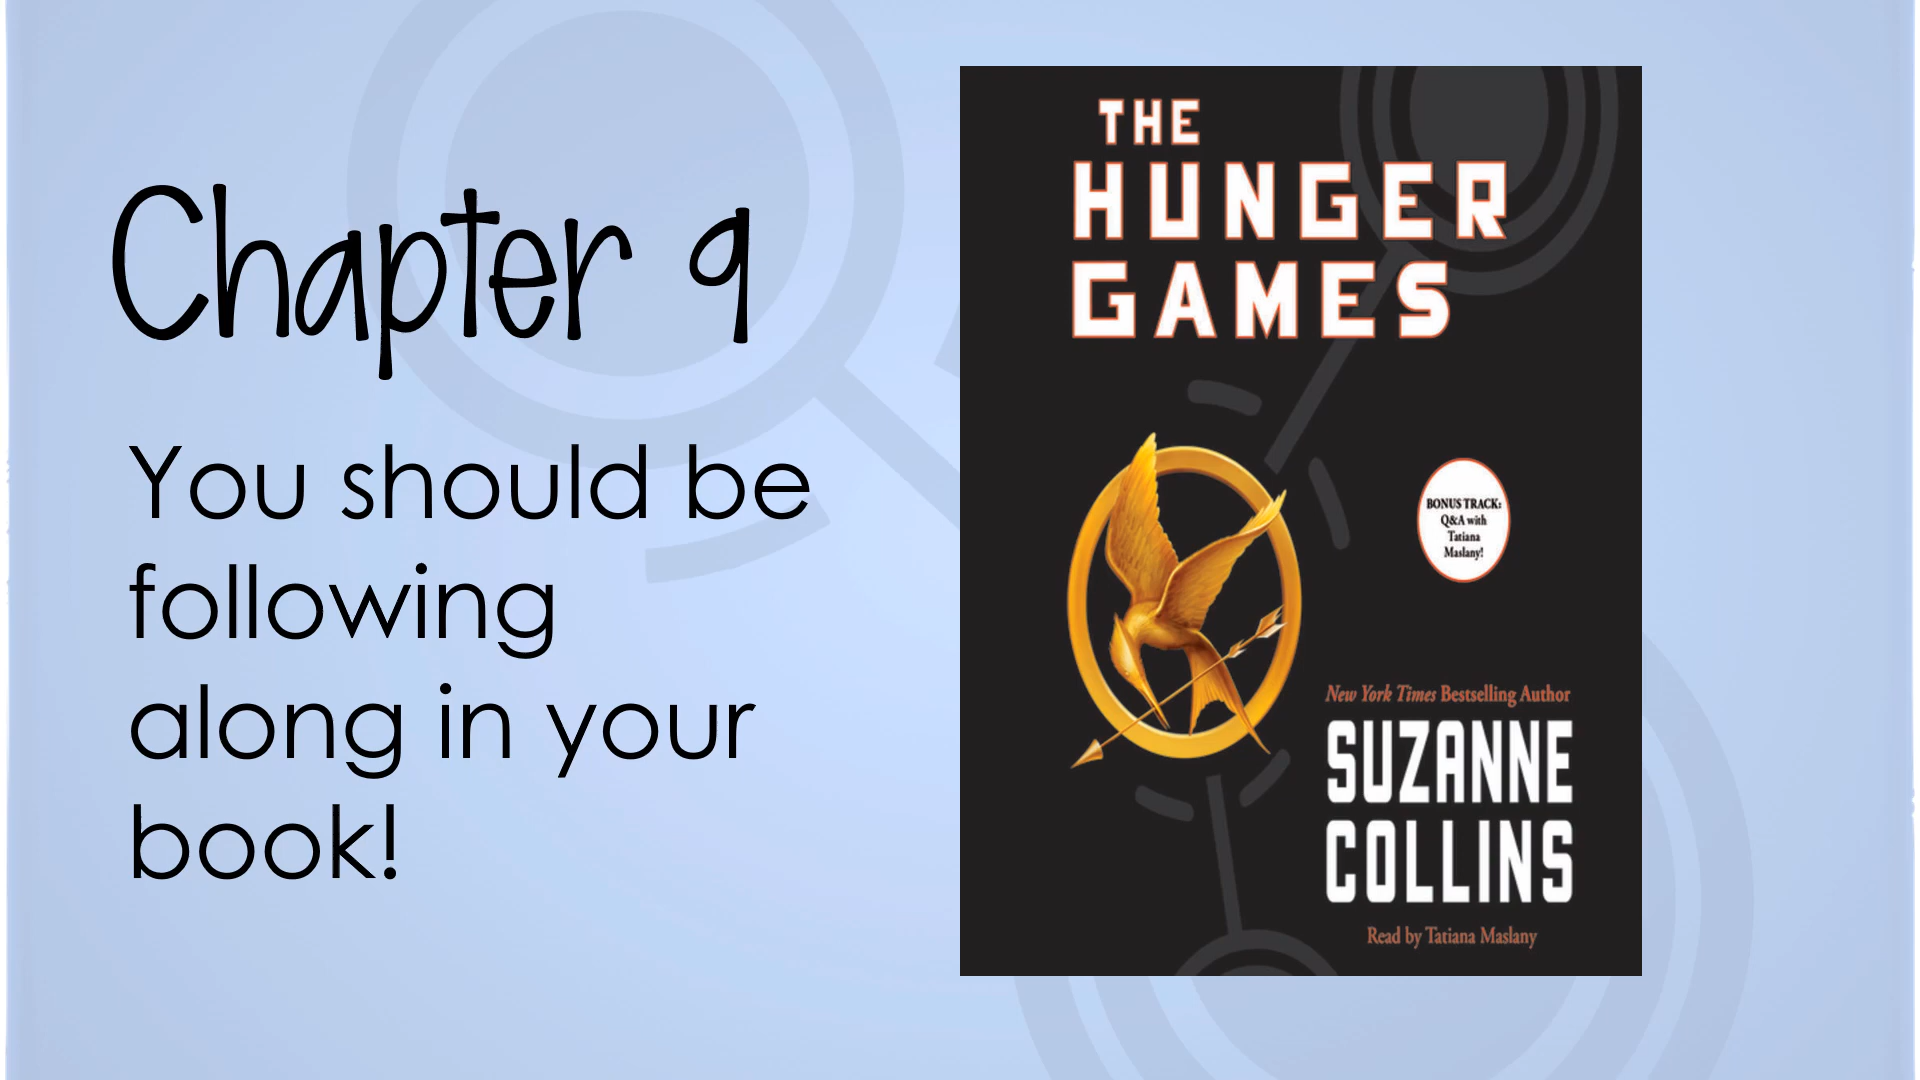 Chapter 9
You should be
following
along in your
book!
THE
HUNGER
GAMES
BONUS TRACK:
Q&A with
Tatiana
Maslany!
New York Times Bestselling Author
SUZANNE
COLLINS
Read by Tatiana Maslany